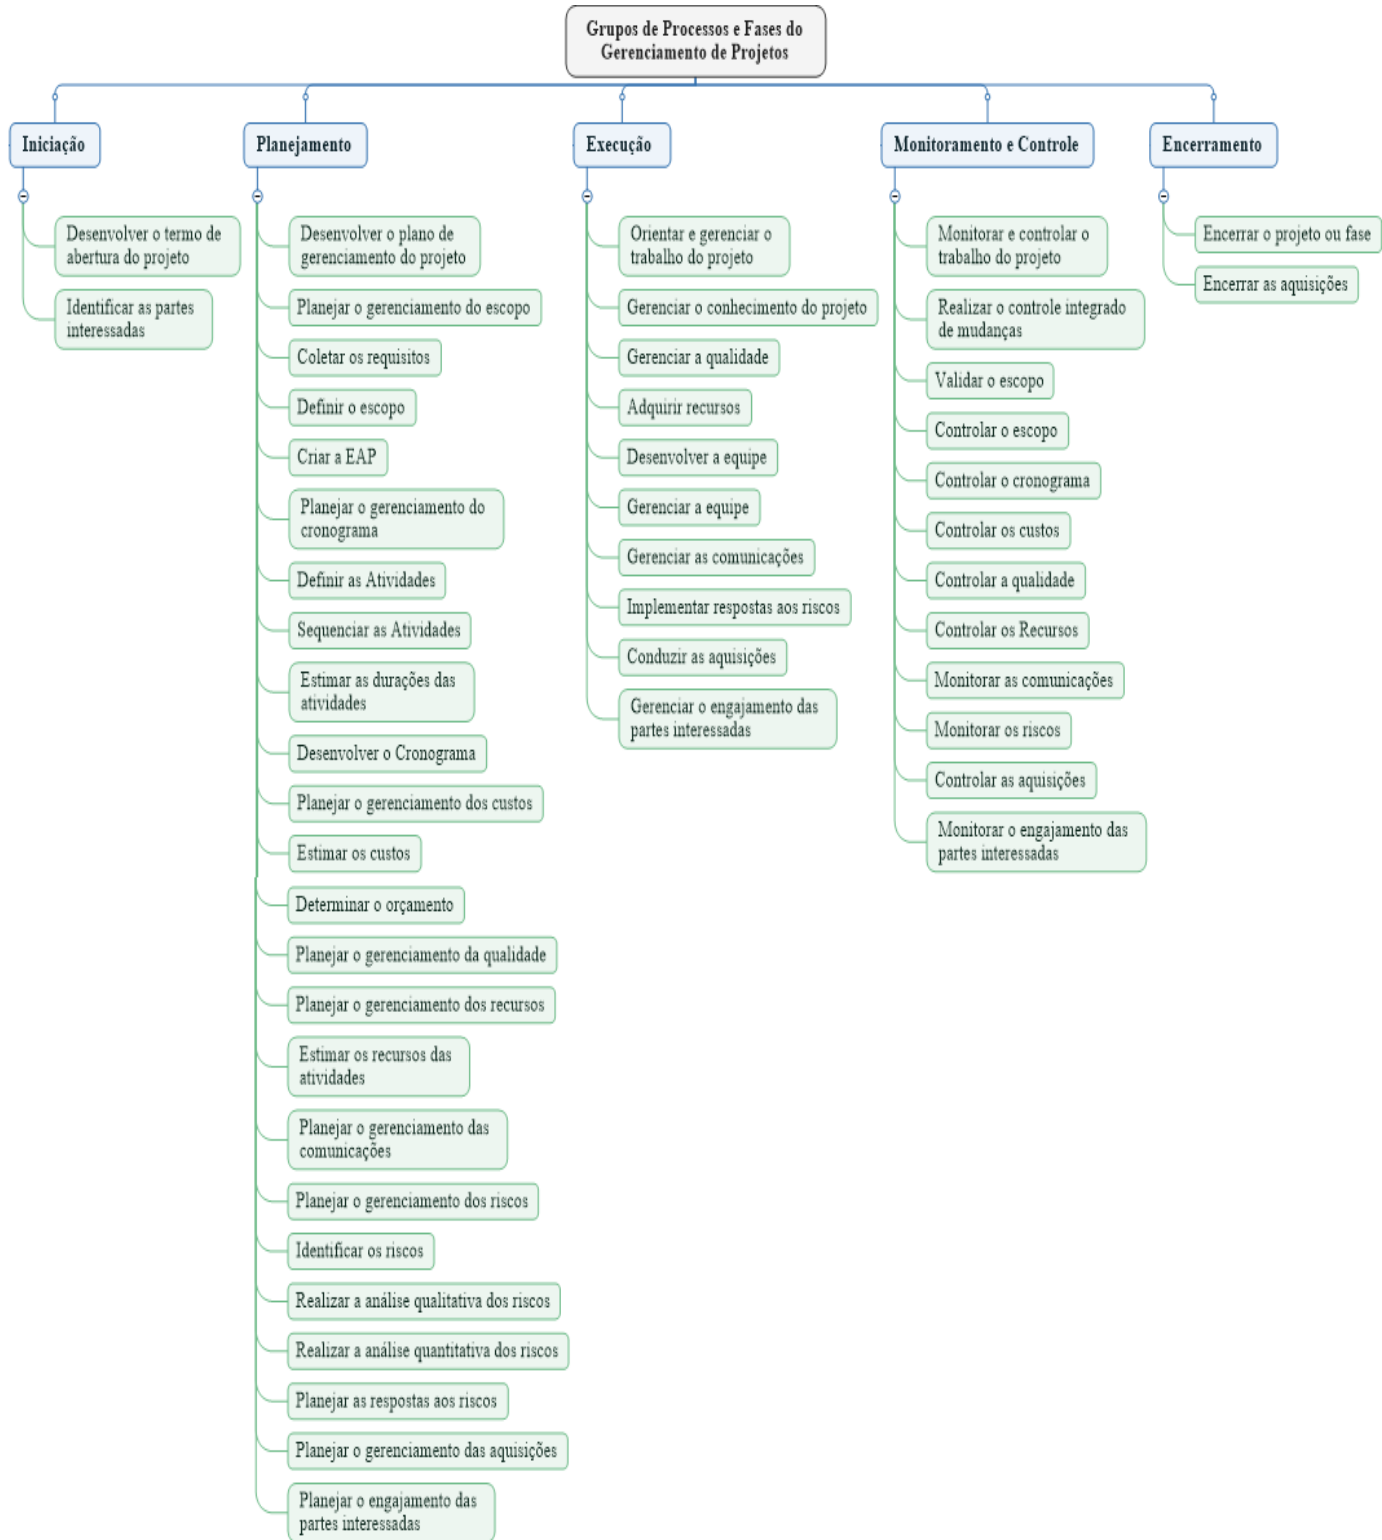 Grupos de Processos e Fases do
Gerenciamento de Projetos
Iniciação
Desenvolver o termo de
abertura do projeto
Identificar as partes
interessadas
Planejamento
Desenvolver o plano de
gerenciamento do projeto
Planejar o gerenciamento do escopo
Coletar os requisitos
Definir o escopo
Criar a EAP
Planejar o gerenciamento do
cronograma
Definir as Atividades
Sequenciar as Atividades
Estimar as durações das
atividades
Desenvolver o Cronograma
Planejar o gerenciamento dos custos
Estimar os custos
Determinar o orçamento
Planejar o gerenciamento da qualidade
Planejar o gerenciamento dos recursos
Estimar os recursos das
atividades
Planejar o gerenciamento das
comunicações
Planejar o gerenciamento dos riscos
Identificar os riscos
Realizar a análise qualitativa dos riscos
Realizar a análise quantitativa dos riscos
Planejar as respostas aos riscos
Planejar o gerenciamento das aquisições
Planejar o engajamento das
partes interessadas
Execução
Orientar e gerenciar o
trabalho do projeto
Gerenciar o conhecimento do projeto
Gerenciar a qualidade
Adquirir recursos
Desenvolver a equipe
Gerenciar a equipe
Gerenciar as comunicações
Implementar respostas aos riscos
Conduzir as aquisições
Gerenciar o engajamento das
partes interessadas
Monitoramento e Controle
Monitorar e controlar o
trabalho do projeto
Realizar o controle integrado
de mudanças
Validar o escopo
Controlar o escopo
Controlar o cronograma
Controlar os custos
Controlar a qualidade
Controlar os Recursos
Monitorar as comunicações
Monitorar os riscos
Controlar as aquisições
Monitorar o engajamento das
partes interessadas
Encerramento
Encerrar o projeto ou fase
Encerrar as aquisições